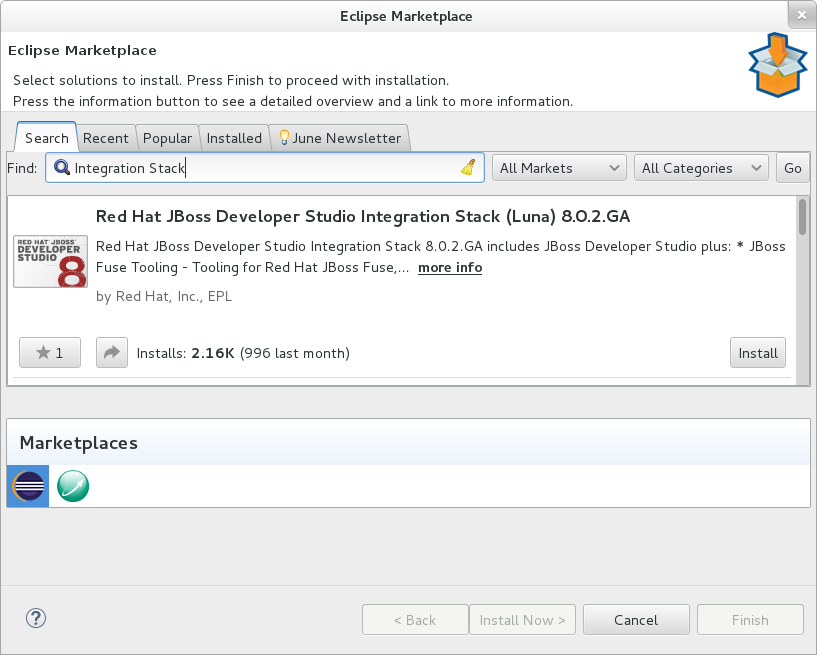 Eclipse Marketplace
Eclipse Marketplace
Select solutions to install. Press Finish to proceed with installation.
Press the information button to see a detailed overview and a link to more information.
Search Recent Popular Installed June Newsletter
Find: Integration Stack All Markets All Categories Go
Red Hat JBoss Developer Studio Integration Stack (Luna) 8.0.2.GA
RED HAT JBOSS
DEVELOPER
STUDIO 8
Red Hat JBoss Developer Studio Integration Stack 8.0.2.GA includes JBoss Developer Studio plus: * JBoss
Fuse Tooling - Tooling for Red Hat JBoss Fuse,... more info
by Red Hat, Inc., EPL
1 Installs: 2.16K (996 last month) Install
Marketplaces
? < Back Install Now > Cancel Finish